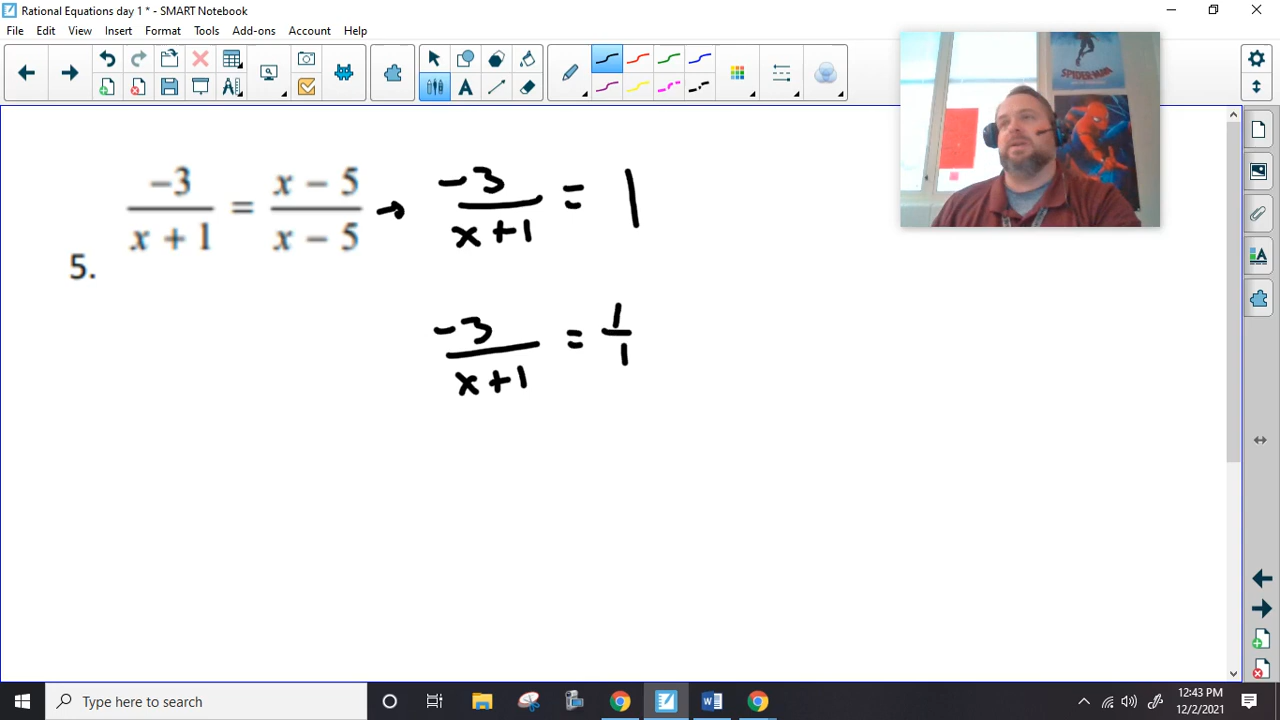 Rational Equations day 1 * - SMART Notebook
File Edit View Insert Format Tools Add-ons Account Help
SPIDER-MAN
5. -3/(x + 1) = (x - 5)/(x - 5) → -3/(x+1) = 1
-3/(x+1) = 1/1
Type here to search
12:43 PM
12/2/2021